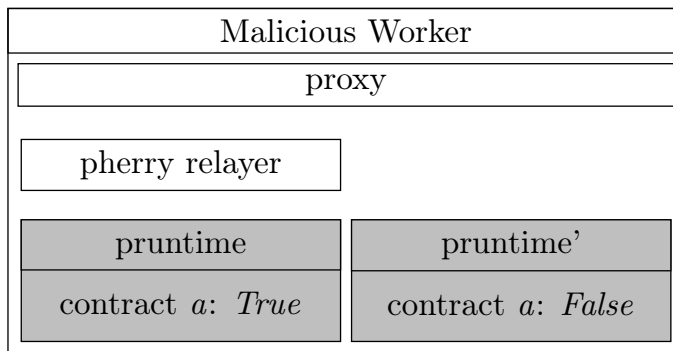 Malicious Worker
proxy
pherry relayer
pruntime
pruntime’
contract a: True
contract a: False